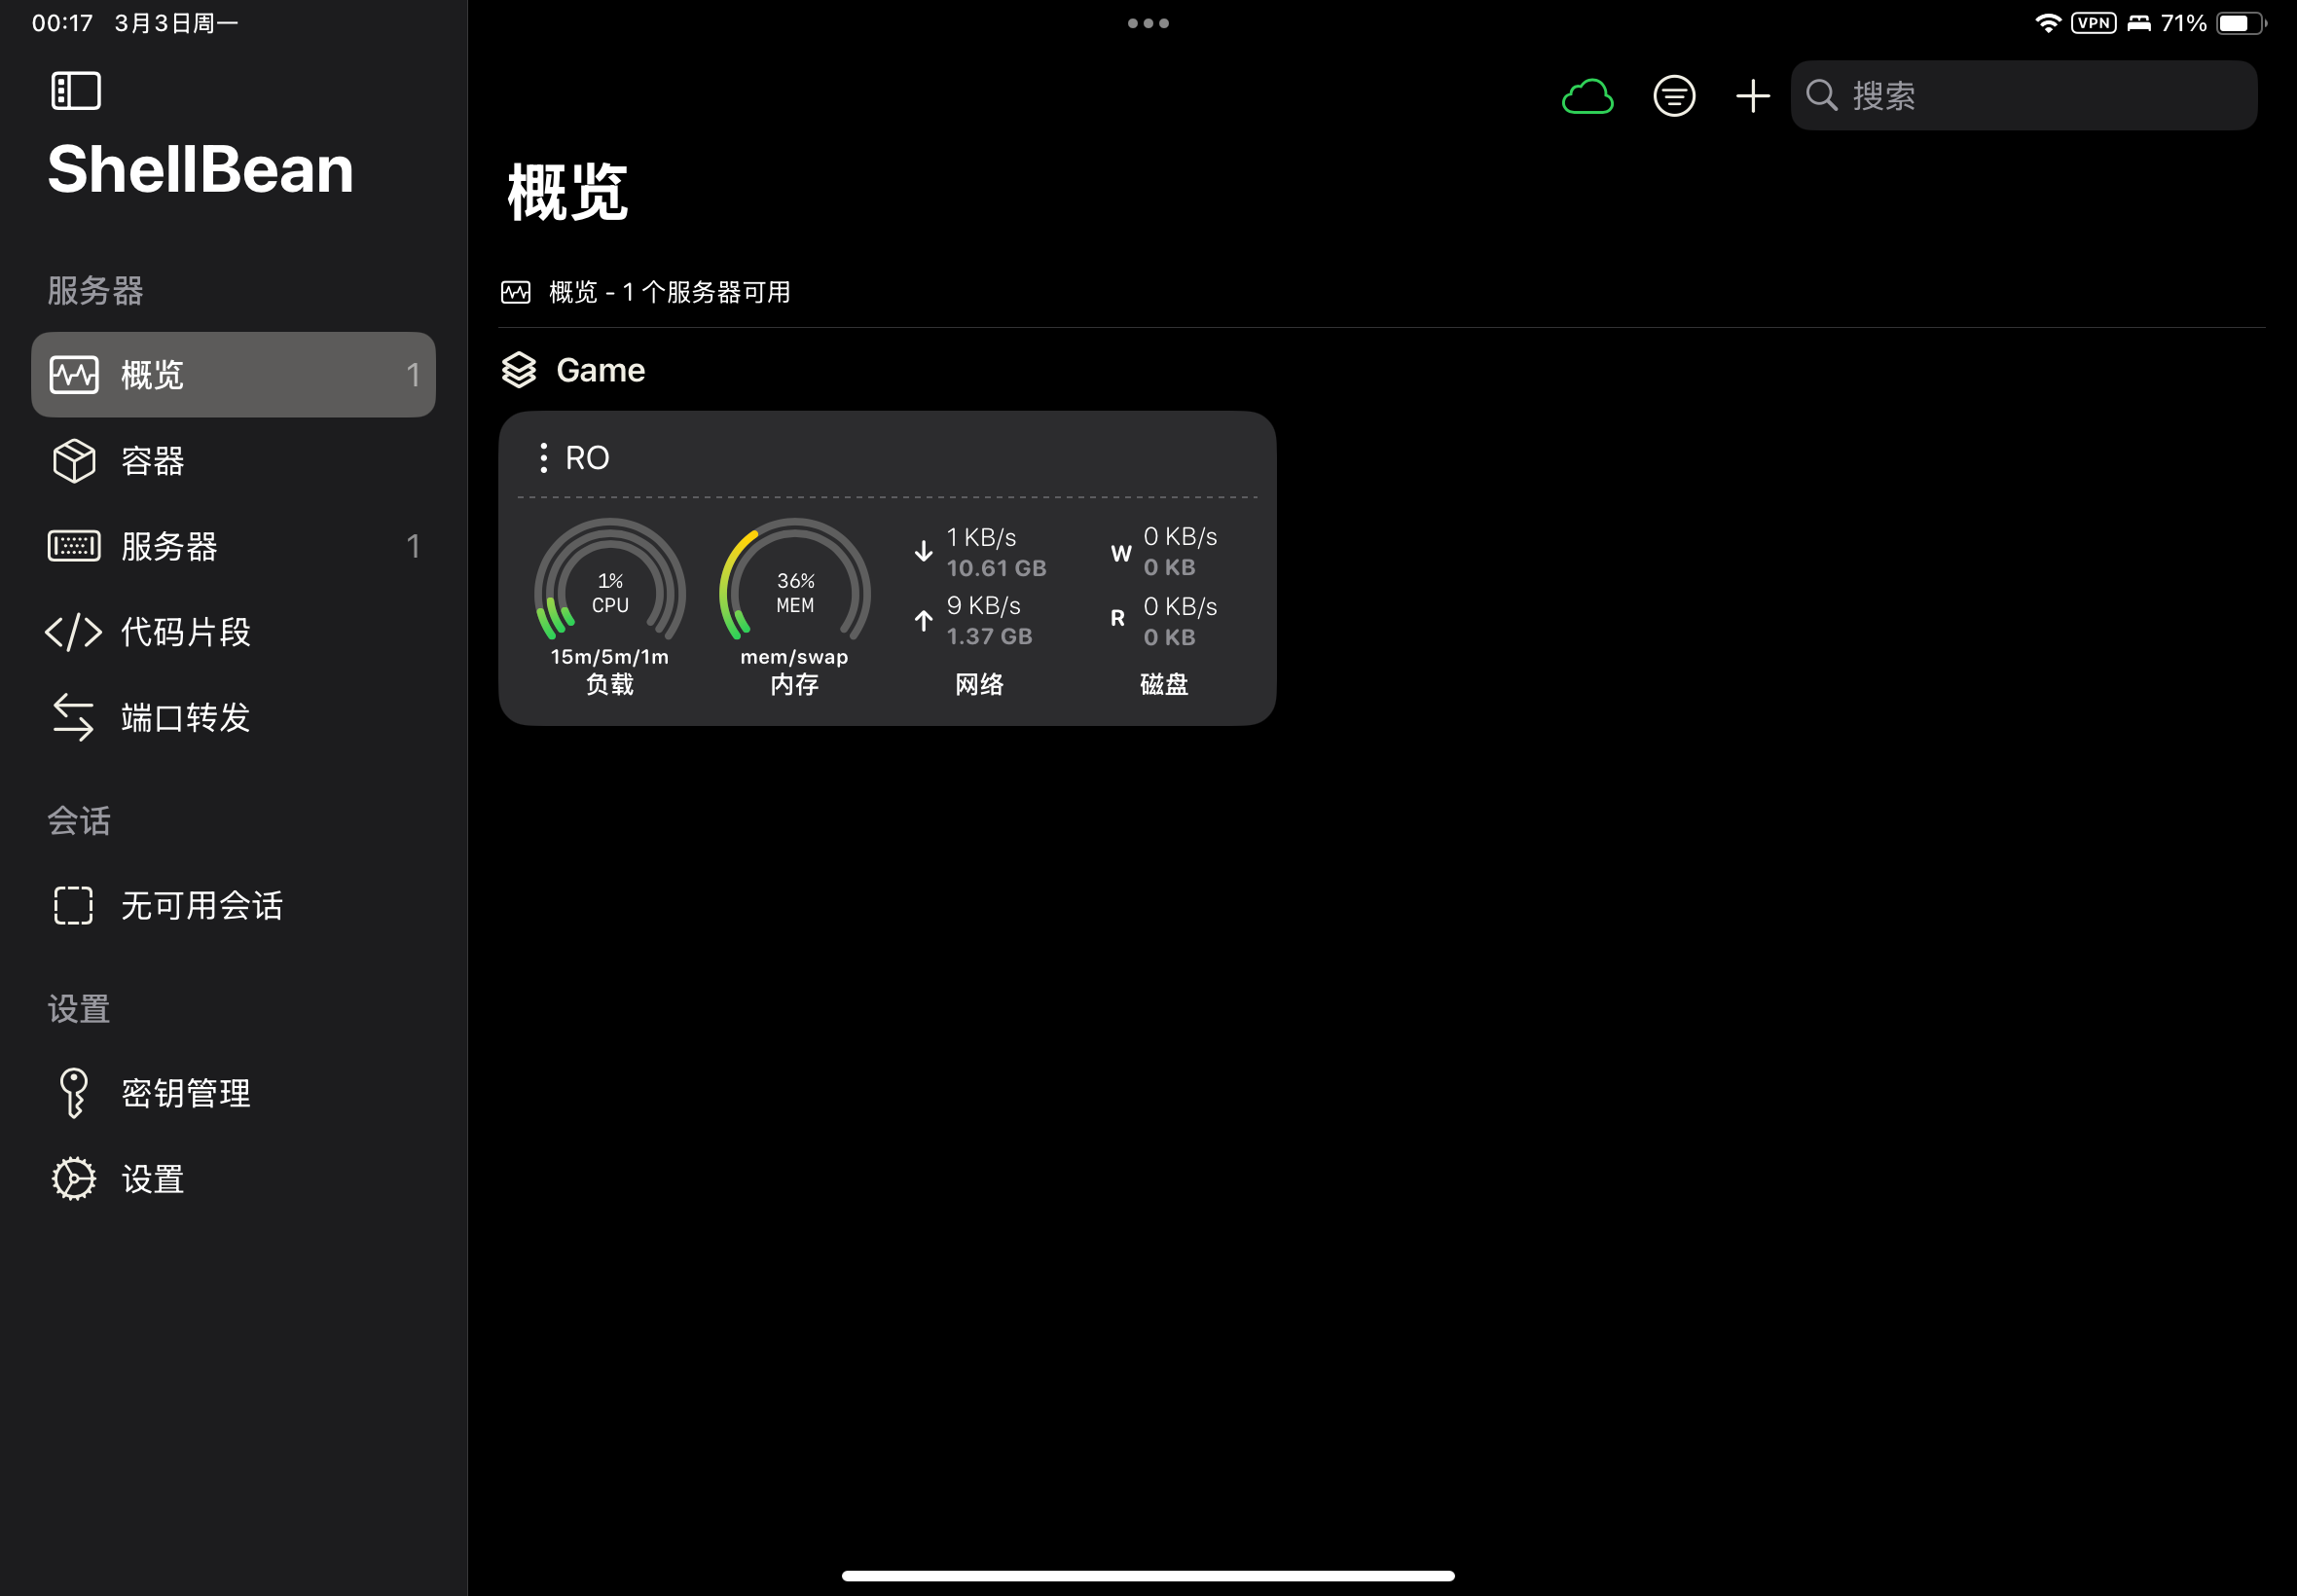 00:17 3月3日周一
VPN 71%
ShellBean
服务器
概览 1
容器
服务器 1
代码片段
端口转发
会话
无可用会话
设置
密钥管理
设置
搜索
概览
概览 - 1 个服务器可用
Game
RO
1%
CPU
15m/5m/1m
负载
36%
MEM
mem/swap
内存
1 KB/s
10.61 GB
9 KB/s
1.37 GB
网络
W 0 KB/s
0 KB
R 0 KB/s
0 KB
磁盘